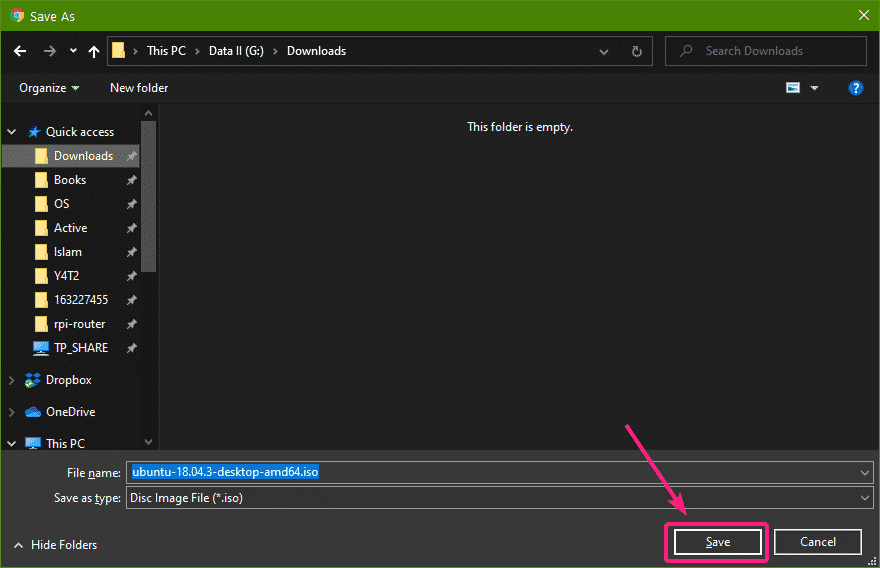 Save As
This PC > Data II (G:) > Downloads
Search Downloads
Organize
New folder
?
This folder is empty.
Quick access
Downloads
Books
OS
Active
Islam
Y4T2
163227455
rpi-router
TP_SHARE
Dropbox
OneDrive
This PC
File name: ubuntu-18.04.3-desktop-amd64.iso
Save as type: Disc Image File (*.iso)
Hide Folders
Save
Cancel